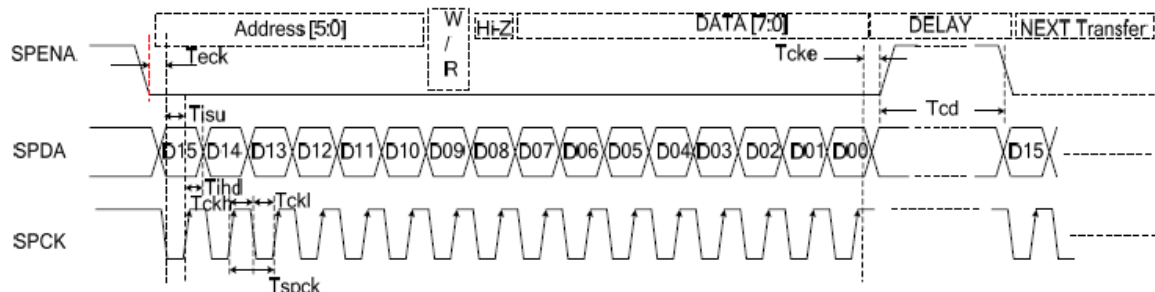 Address [5:0]
W
/
R
Hi-Z
DATA [7:0]
DELAY
NEXT Transfer
SPENA
Teck
Tcke
Tcd
Tisu
SPDA
D15 D14 D13 D12 D11 D10 D09 D08 D07 D06 D05 D04 D03 D02 D01 D00 D15
Tihd
Tckh
Tckl
SPCK
Tspck